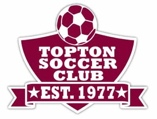 TOPTON
SOCCER
CLUB
★ EST. 1977 ★